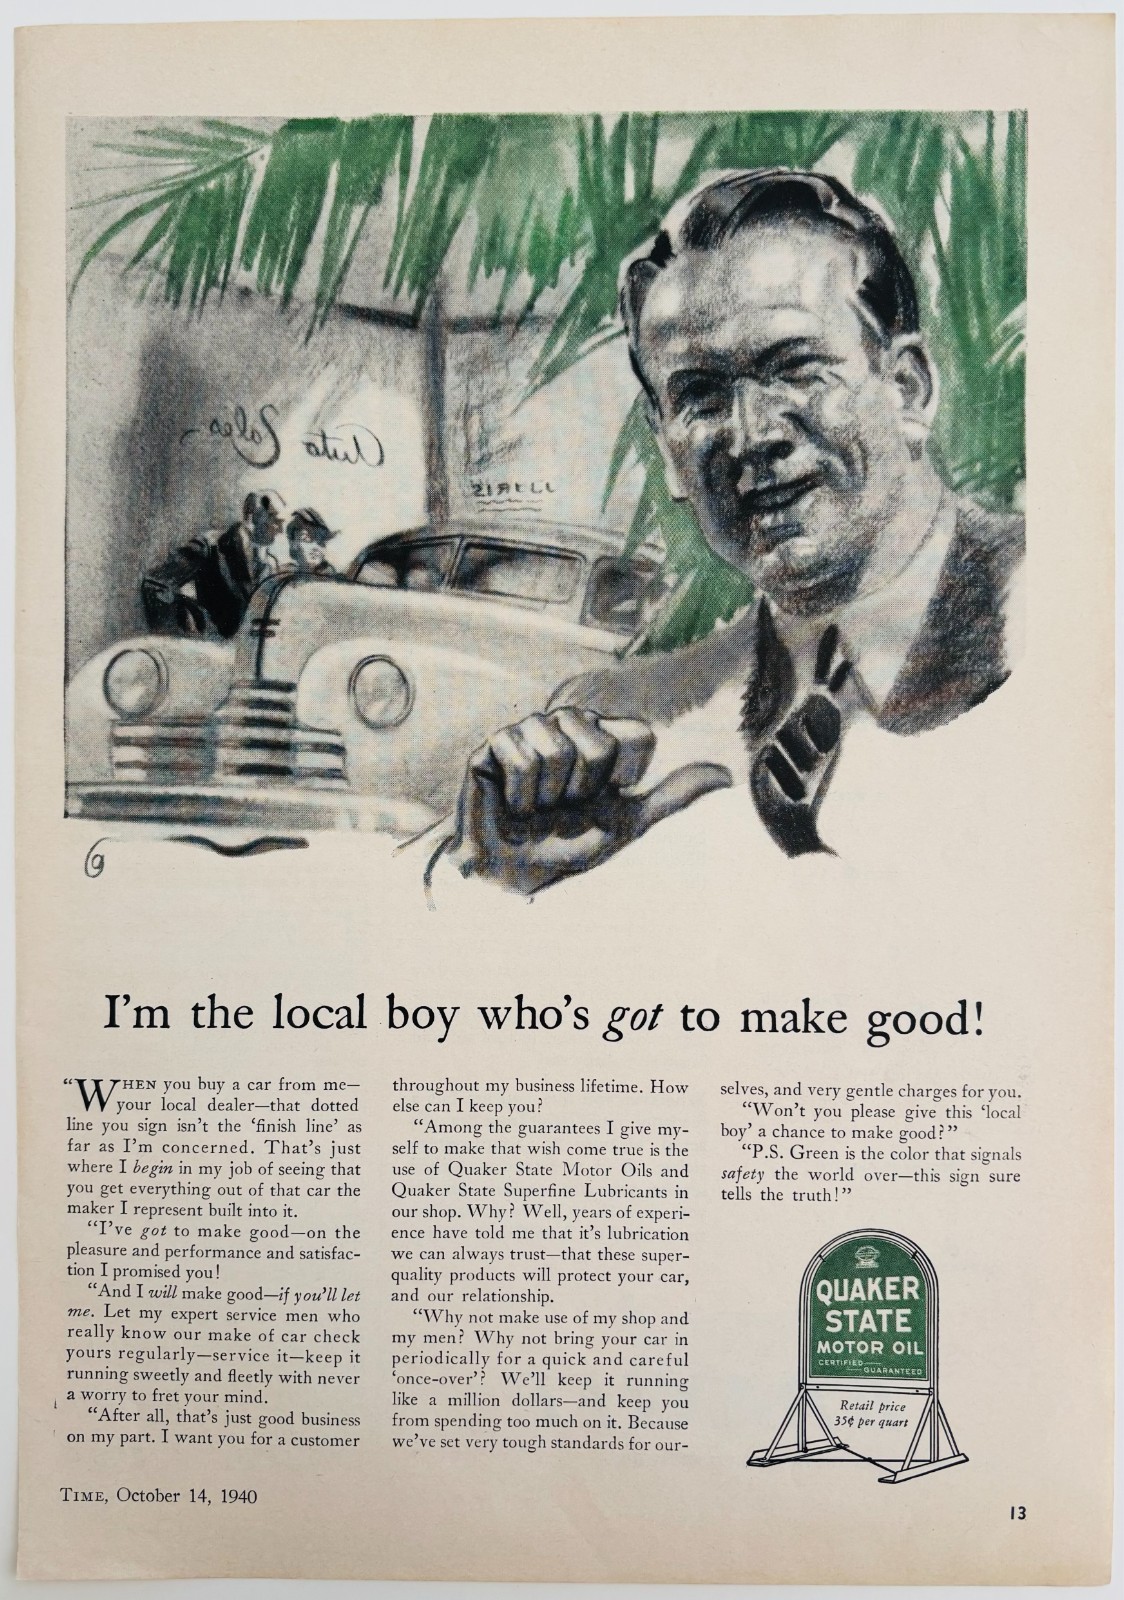 Auto Sales
I'm the local boy who's got to make good!
“WHEN you buy a car from me—
your local dealer—that dotted
line you sign isn't the ‘finish line’ as
far as I'm concerned. That's just
where I begin in my job of seeing that
you get everything out of that car the
maker I represent built into it.
“I've got to make good—on the
pleasure and performance and satisfac-
tion I promised you!
“And I will make good—if you'll let
me. Let my expert service men who
really know our make of car check
yours regularly—service it—keep it
running sweetly and fleetly with never
a worry to fret your mind.
“After all, that's just good business
on my part. I want you for a customer
throughout my business lifetime. How
else can I keep you?
“Among the guarantees I give my-
self to make that wish come true is the
use of Quaker State Motor Oils and
Quaker State Superfine Lubricants in
our shop. Why? Well, years of experi-
ence have told me that it's lubrication
we can always trust—that these super-
quality products will protect your car,
and our relationship.
“Why not make use of my shop and
my men? Why not bring your car in
periodically for a quick and careful
‘once-over’? We'll keep it running
like a million dollars—and keep you
from spending too much on it. Because
we've set very tough standards for our-
selves, and very gentle charges for you.
“Won't you please give this ‘local
boy’ a chance to make good?”
“P.S. Green is the color that signals
safety the world over—this sign sure
tells the truth!”
QUAKER
STATE
MOTOR OIL
CERTIFIED
GUARANTEED
Retail price
35¢ per quart
TIME, October 14, 1940
13